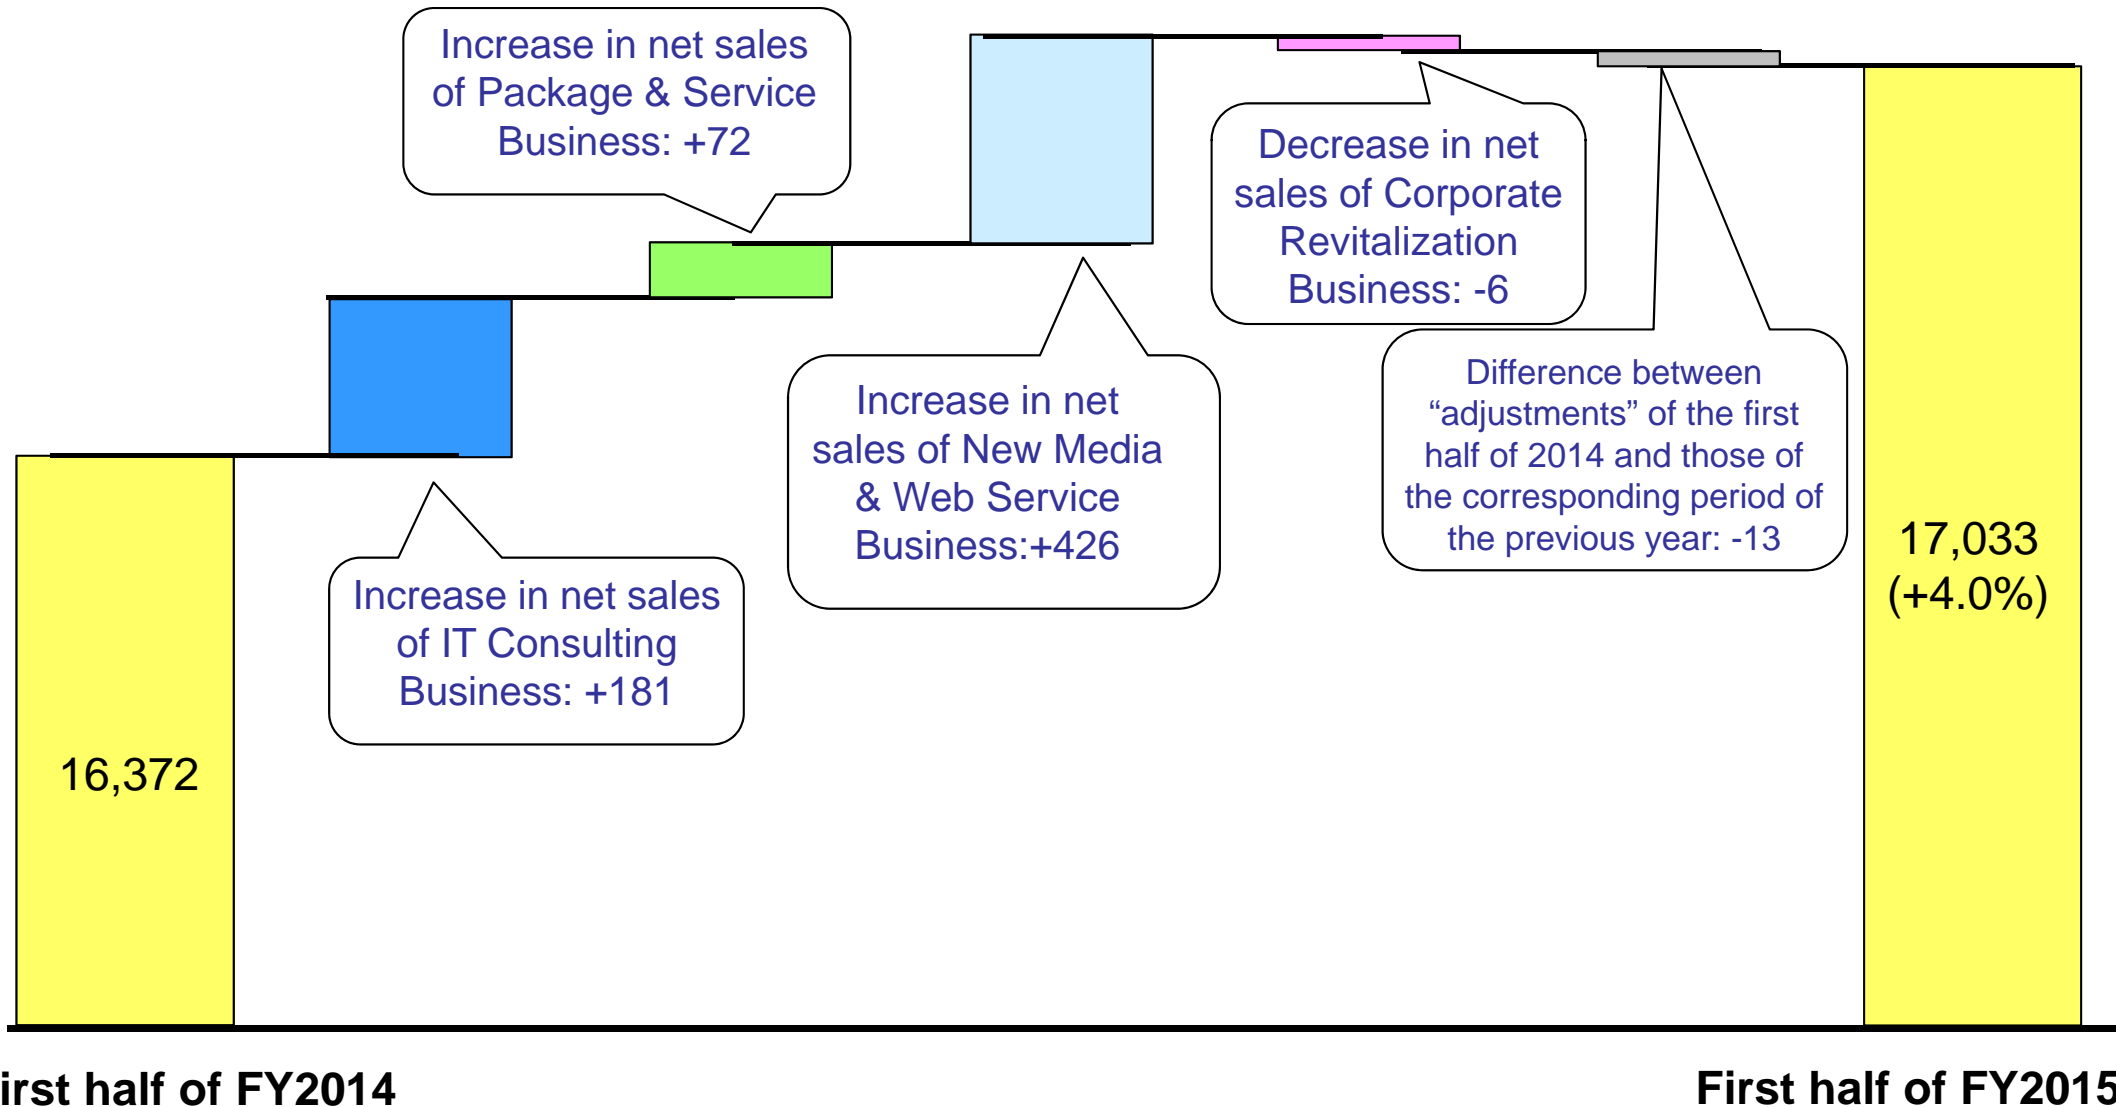 Increase in net sales
of Package & Service
Business: +72
Decrease in net
sales of Corporate
Revitalization
Business: -6
Increase in net
sales of New Media
& Web Service
Business:+426
Difference between
“adjustments” of the first
half of 2014 and those of
the corresponding period of
the previous year: -13
17,033
(+4.0%)
Increase in net sales
of IT Consulting
Business: +181
16,372
irst half of FY2014
First half of FY2015